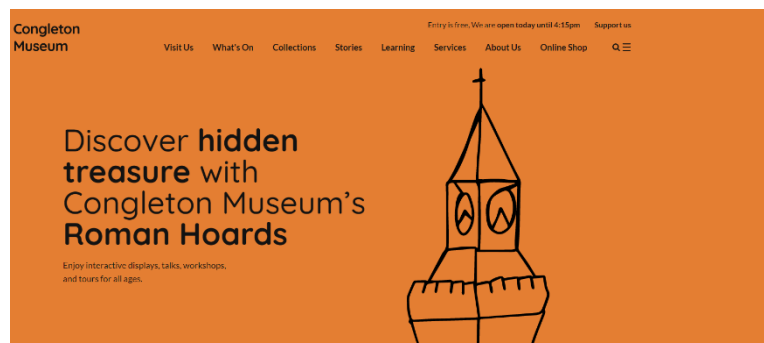 Congleton
Museum
Entry is free, We are open today until 4:15pm Support us
Visit Us What's On Collections Stories Learning Services About Us Online Shop
Discover hidden
treasure with
Congleton Museum’s
Roman Hoards
Enjoy interactive displays, talks, workshops,
and tours for all ages.